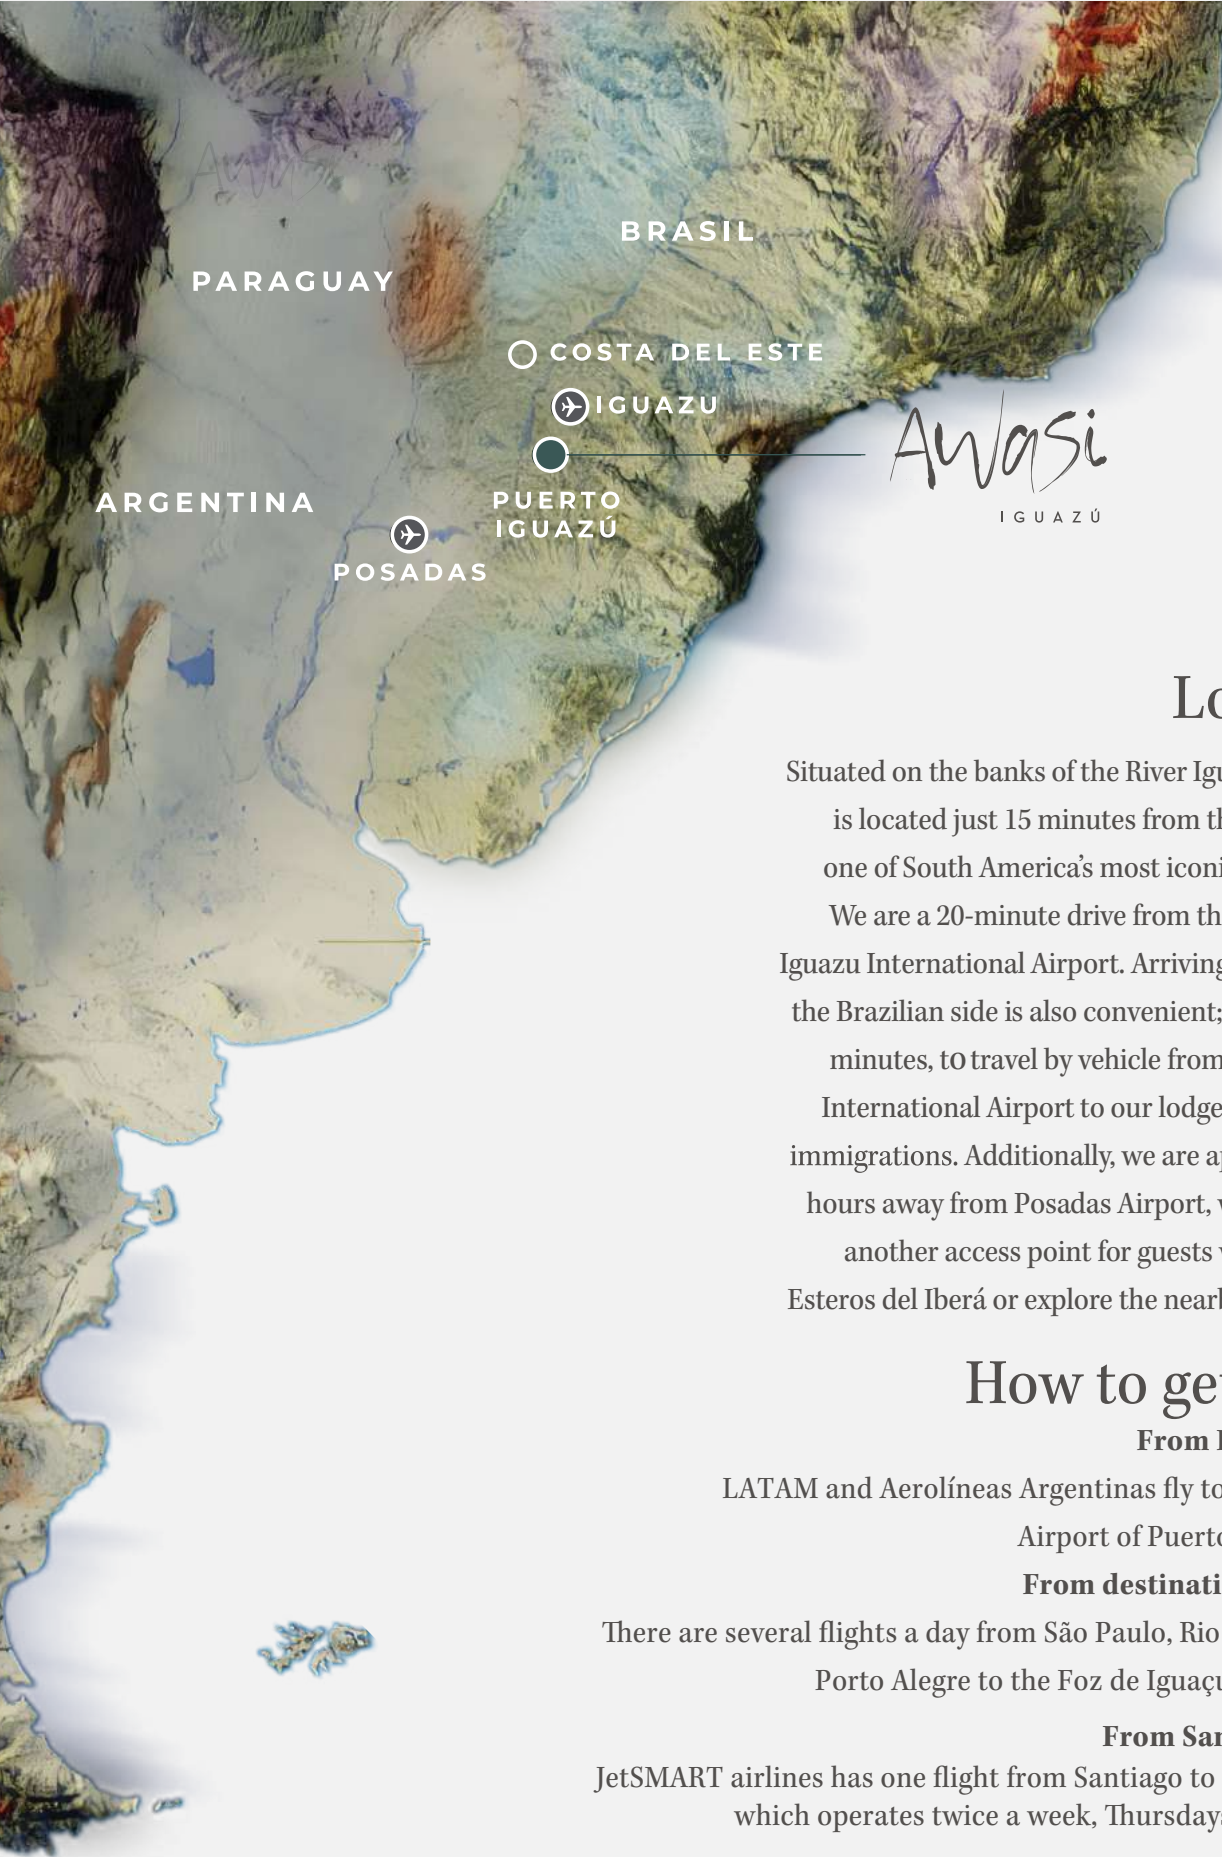 BRASIL
PARAGUAY
COSTA DEL ESTE
IGUAZU
Awasi
IGUAZÚ
ARGENTINA
PUERTO
IGUAZÚ
POSADAS
Lo
Situated on the banks of the River Igu
is located just 15 minutes from th
one of South America’s most iconi
We are a 20-minute drive from th
Iguazu International Airport. Arriving
the Brazilian side is also convenient;
minutes, to travel by vehicle from
International Airport to our lodge
immigrations. Additionally, we are ap
hours away from Posadas Airport, w
another access point for guests
Esteros del Iberá or explore the nearb
How to get
From
LATAM and Aerolíneas Argentinas fly to
Airport of Puerto
From destinati
There are several flights a day from São Paulo, Rio
Porto Alegre to the Foz de Iguaçu
From San
JetSMART airlines has one flight from Santiago to
which operates twice a week, Thursdays